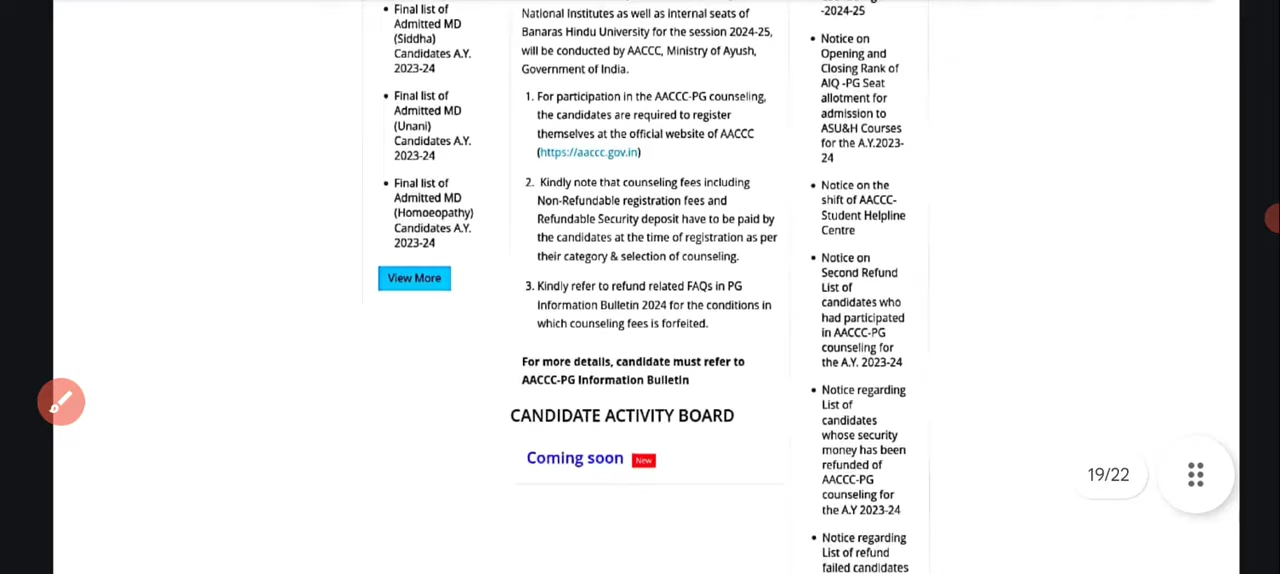 Final list of
Admitted MD
(Siddha)
Candidates A.Y.
2023-24
Final list of
Admitted MD
(Unani)
Candidates A.Y.
2023-24
Final list of
Admitted MD
(Homoeopathy)
Candidates A.Y.
2023-24
View More
National Institutes as well as internal seats of
Banaras Hindu University for the session 2024-25,
will be conducted by AACCC, Ministry of Ayush,
Government of India.
1. For participation in the AACCC-PG counseling,
the candidates are required to register
themselves at the official website of AACCC
(https://aaccc.gov.in)
2. Kindly note that counseling fees including
Non-Refundable registration fees and
Refundable Security deposit have to be paid by
the candidates at the time of registration as per
their category & selection of counseling.
3. Kindly refer to refund related FAQs in PG
Information Bulletin 2024 for the conditions in
which counseling fees is forfeited.
For more details, candidate must refer to
AACCC-PG Information Bulletin
CANDIDATE ACTIVITY BOARD
Coming soon New
-2024-25
Notice on
Opening and
Closing Rank of
AIQ -PG Seat
allotment for
admission to
ASU&H Courses
for the A.Y.2023-
24
Notice on the
shift of AACCC-
Student Helpline
Centre
Notice on
Second Refund
List of
candidates who
had participated
in AACCC-PG
counseling for
the A.Y. 2023-24
Notice regarding
List of
candidates
whose security
money has been
refunded of
AACCC-PG
counseling for
the A.Y 2023-24
Notice regarding
List of refund
failed candidates
19/22